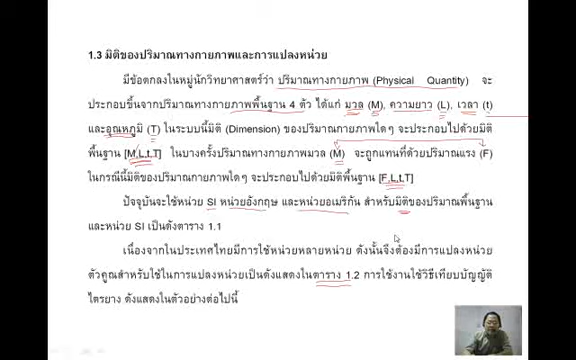 1.3 มิติของปริมาณทางกายภาพและการแปลงหน่วย
มีข้อตกลงในหมู่นักวิทยาศาสตร์ว่า ปริมาณทางกายภาพ (Physical Quantity) จะ
ประกอบขึ้นจากปริมาณทางกายภาพพื้นฐาน 4 ตัว ได้แก่ มวล (M), ความยาว (L), เวลา (t)
และอุณหภูมิ (T) ในระบบนี้มิติ (Dimension) ของปริมาณกายภาพใดๆ จะประกอบไปด้วยมิติ
พื้นฐาน [M,L,t,T] ในบางครั้งปริมาณทางกายภาพมวล (M) จะถูกแทนที่ด้วยปริมาณแรง (F)
ในกรณีนี้มิติของปริมาณกายภาพใดๆ จะประกอบไปด้วยมิติพื้นฐาน [F,L,t,T]
ปัจจุบันจะใช้หน่วย SI หน่วยอังกฤษ และหน่วยอเมริกัน สำหรับมิติของปริมาณพื้นฐาน
และหน่วย SI เป็นดังตาราง 1.1
เนื่องจากในประเทศไทยมีการใช้หน่วยหลายหน่วย ดังนั้นจึงต้องมีการแปลงหน่วย
ตัวคูณสำหรับใช้ในการแปลงหน่วยเป็นดังแสดงในตาราง 1.2 การใช้งานใช้วิธีเทียบบัญญัติ
ไตรยาง ดังแสดงในตัวอย่างต่อไปนี้